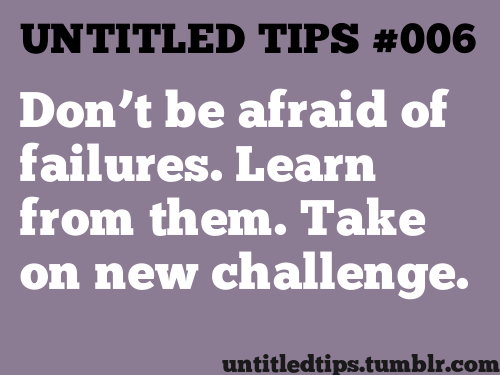 UNTITLED TIPS #006
Don’t be afraid of
failures. Learn
from them. Take
on new challenge.
untitledtips.tumblr.com